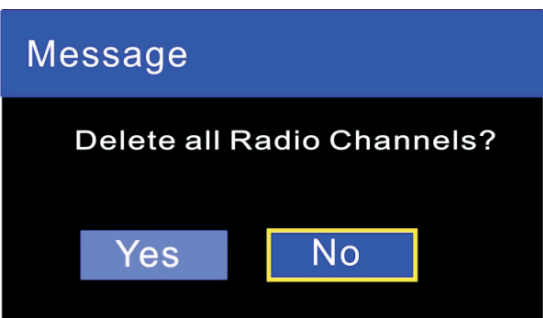 Message
Delete all Radio Channels?
Yes No